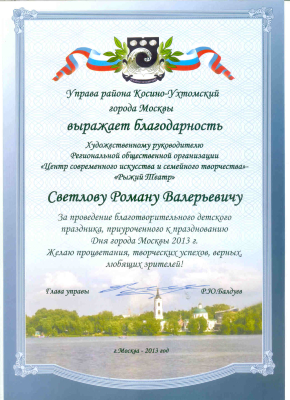 Управа района Косино-Ухтомский
города Москвы
выражает благодарность
Художественному руководителю
Региональной общественной организации
«Центр современного искусства и семейного творчества»-
«Рыжий Театр»
Светлову Роману Валерьевичу
За проведение благотворительного детского
праздника, приуроченного к празднованию
Дня города Москвы 2013 г.
Желаю процветания, творческих успехов, верных,
любящих зрителей!
Глава управы Р.Ю.Балдуев
г.Москва - 2013 год